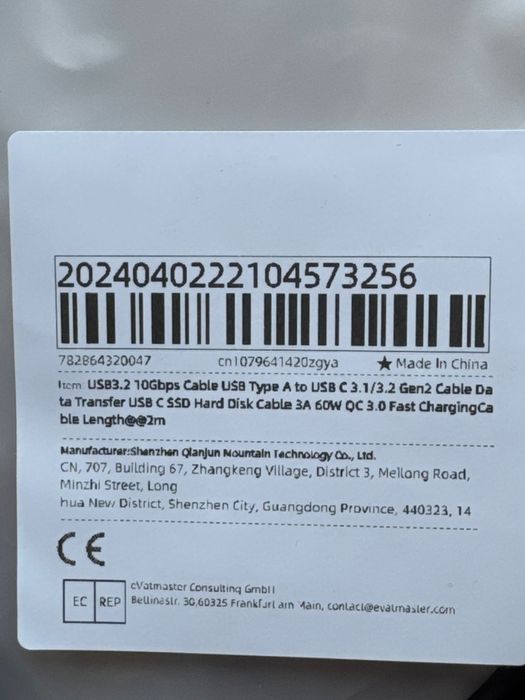 2024040222104573256
782864320047 cn1079641420zgya ★ Made In China
Item: USB3.2 10Gbps Cable USB Type A to USB C 3.1/3.2 Gen2 Cable Da
ta Transfer USB C SSD Hard Disk Cable 3A 60W QC 3.0 Fast ChargingCa
ble Length@@2m
Manufacturer:Shenzhen Qianjun Mountain Technology Co., Ltd.
CN, 707, Building 67, Zhangkeng Village, District 3, Meilong Road,
Minzhi Street, Long
hua New District, Shenzhen City, Guangdong Province, 440323, 14
CE
EC REP
eVatmaster Consulting GmbH
Bettinastr. 30,60325 Frankfurt am Main, contact@evatmaster.com